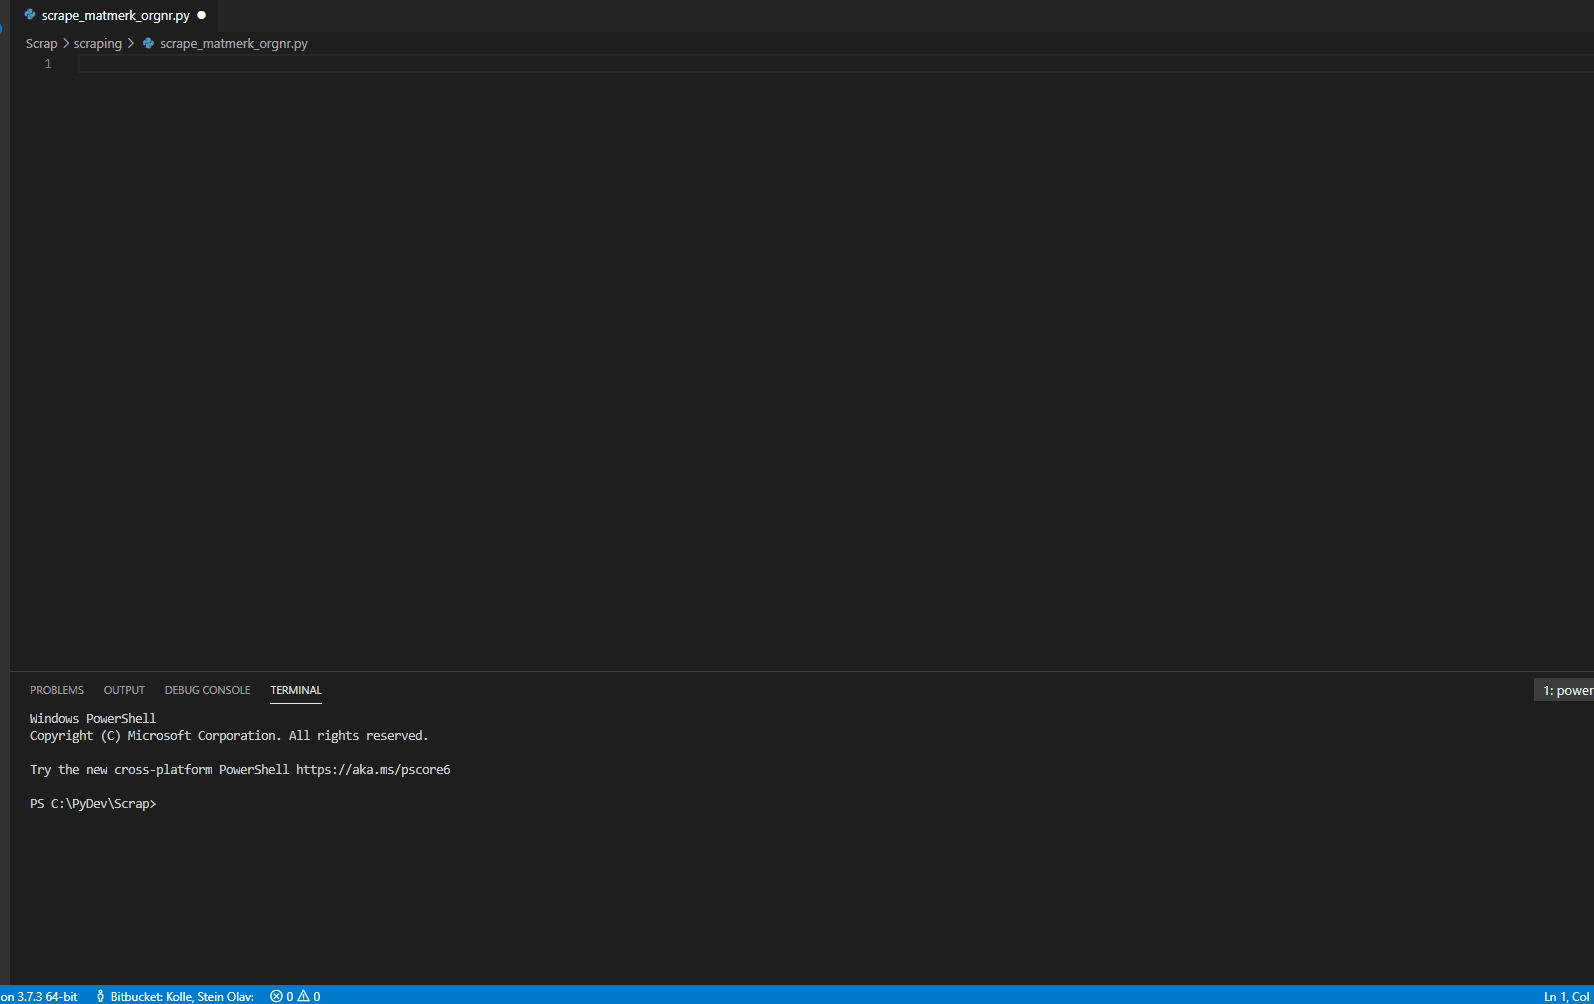 scrape_matmerk_orgnr.py
Scrap > scraping > scrape_matmerk_orgnr.py
1
PROBLEMS OUTPUT DEBUG CONSOLE TERMINAL 1: power
Windows PowerShell
Copyright (C) Microsoft Corporation. All rights reserved.
Try the new cross-platform PowerShell https://aka.ms/pscore6
PS C:\PyDev\Scrap>
on 3.7.3 64-bit Bitbucket: Kolle, Stein Olav: 0 0 Ln 1, Col